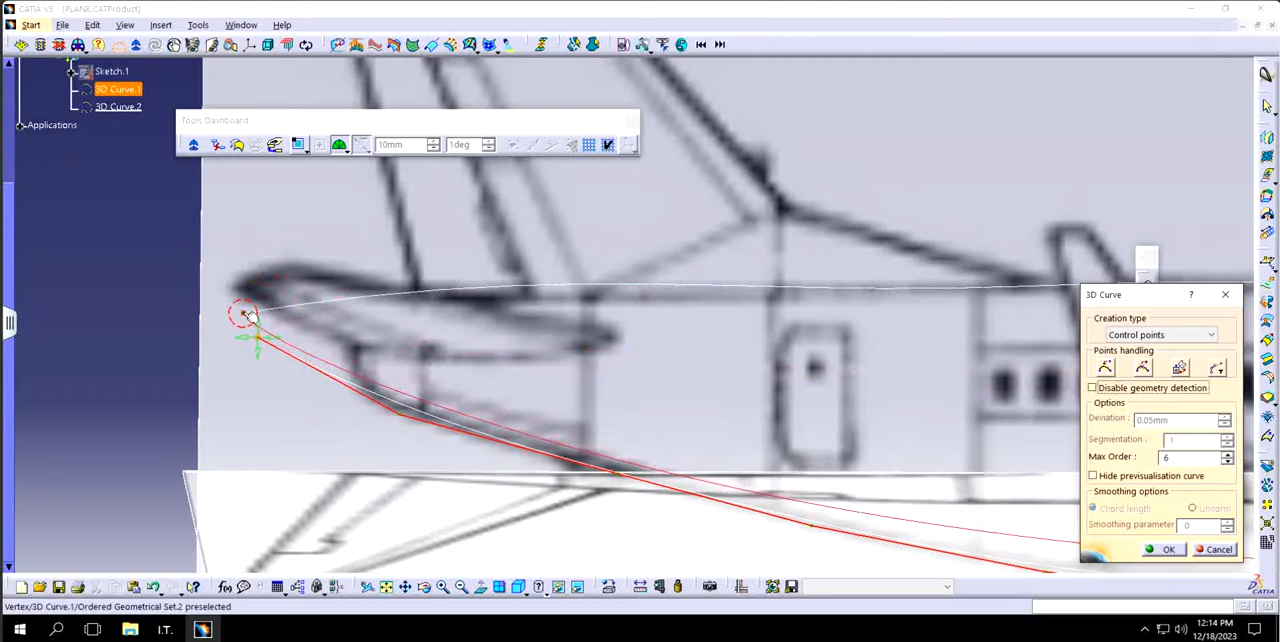 CATIA V5 - [PLANE.CATProduct]
Start File Edit View Insert Tools Window Help
Sketch.1
3D Curve.1
3D Curve.2
Applications
Tools Dashboard
10mm
1deg
3D Curve
?
Creation type
Control points
Points handling
Disable geometry detection
Options
Deviation : 0.05mm
Segmentation : 1
Max Order : 6
Hide previsualisation curve
Smoothing options
Chord length Uniform
Smoothing parameter 0
OK Cancel
f(x)
CATIA
Vertex/3D Curve.1/Ordered Geometrical Set.2 preselected
I.T.
12:14 PM
12/18/2023